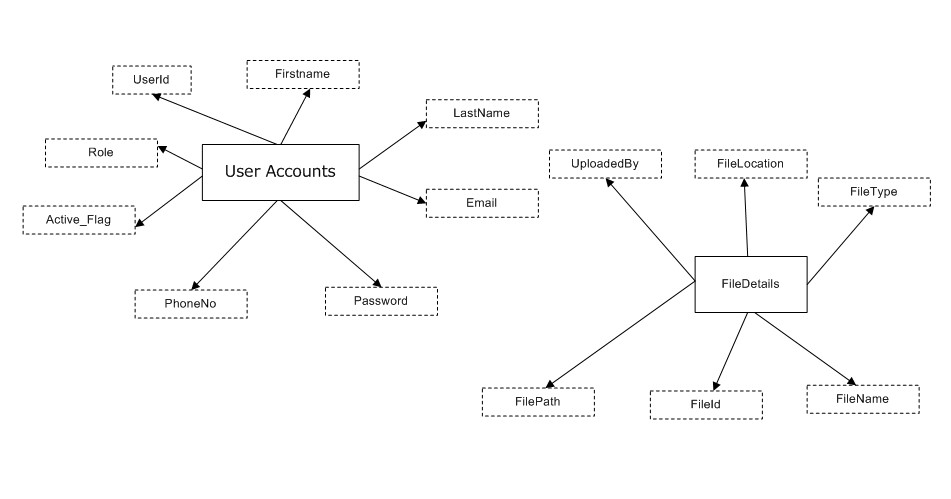 Firstname
UserId
LastName
Role
User Accounts
UploadedBy
FileLocation
FileType
Email
Active_Flag
FileDetails
PhoneNo
Password
FilePath
FileId
FileName